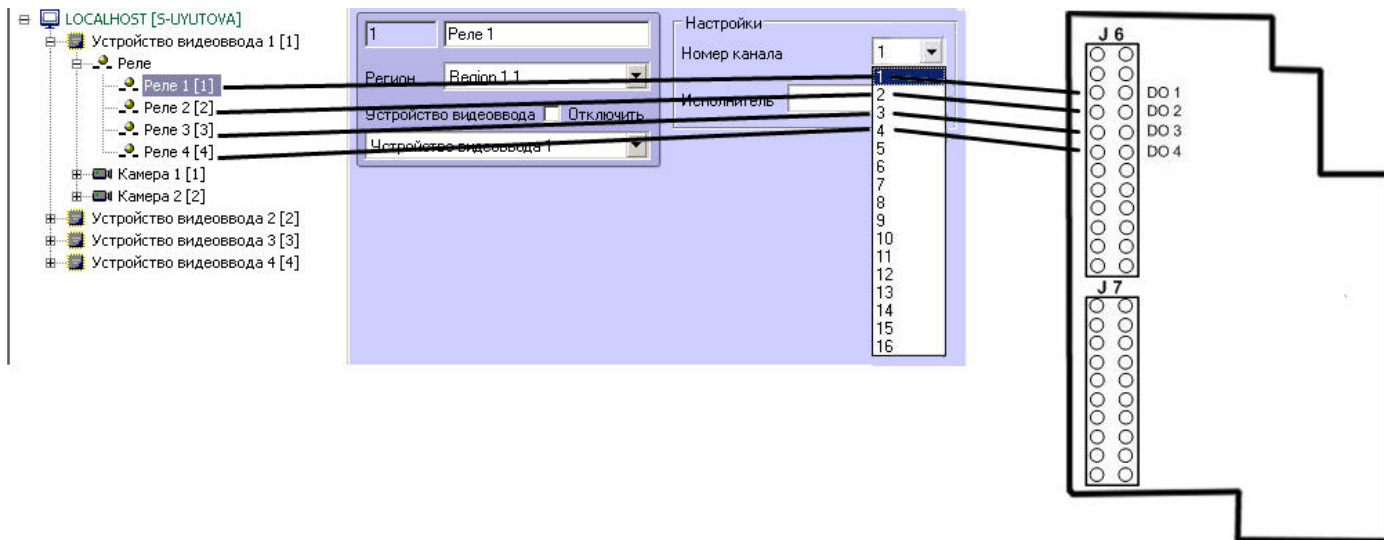 LOCALHOST [S-UYUTOVA]
Устройство видеоввода 1 [1]
Реле
Реле 1 [1]
Реле 2 [2]
Реле 3 [3]
Реле 4 [4]
Камера 1 [1]
Камера 2 [2]
Устройство видеоввода 2 [2]
Устройство видеоввода 3 [3]
Устройство видеоввода 4 [4]
1
Реле 1
Регион
Region 1.1
Устройство видеоввода
Отключить
Устройство видеоввода 1
Настройки
Номер канала
1
Исполнитель
1
2
3
4
5
6
7
8
9
10
11
12
13
14
15
16
J 6
DO 1
DO 2
DO 3
DO 4
J 7